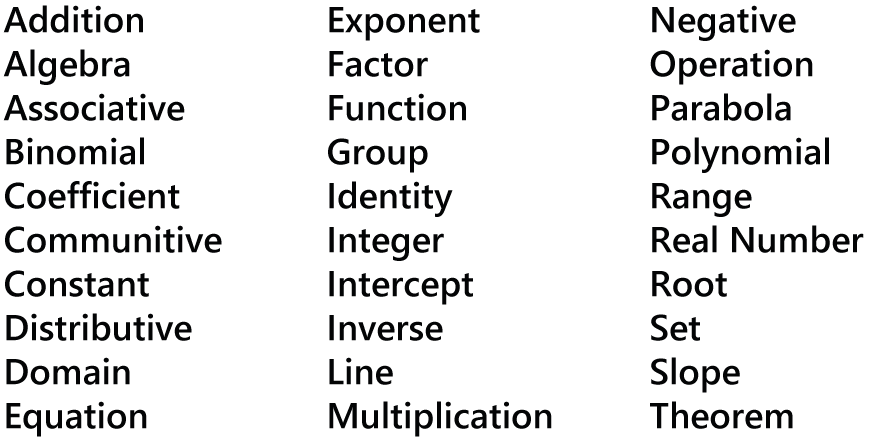 Addition
Algebra
Associative
Binomial
Coefficient
Communitive
Constant
Distributive
Domain
Equation
Exponent
Factor
Function
Group
Identity
Integer
Intercept
Inverse
Line
Multiplication
Negative
Operation
Parabola
Polynomial
Range
Real Number
Root
Set
Slope
Theorem